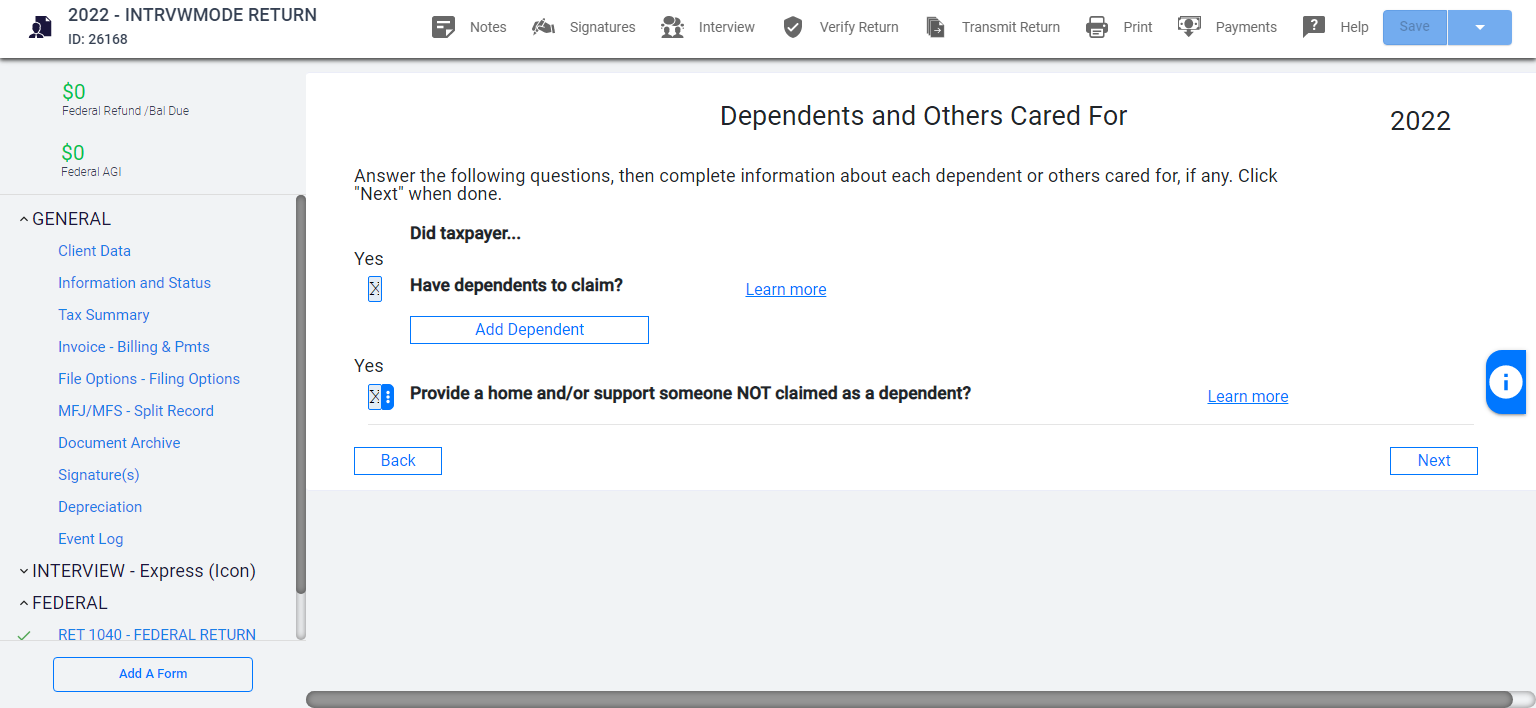 2022 - INTRVWMODE RETURN
ID: 26168
Notes
Signatures
Interview
Verify Return
Transmit Return
Print
Payments
Help
Save
$0
Federal Refund /Bal Due
$0
Federal AGI
GENERAL
Client Data
Information and Status
Tax Summary
Invoice - Billing & Pmts
File Options - Filing Options
MFJ/MFS - Split Record
Document Archive
Signature(s)
Depreciation
Event Log
INTERVIEW - Express (Icon)
FEDERAL
RET 1040 - FEDERAL RETURN
Add A Form
Dependents and Others Cared For
2022
Answer the following questions, then complete information about each dependent or others cared for, if any. Click
"Next" when done.
Did taxpayer...
Yes
X Have dependents to claim? Learn more
Add Dependent
Yes
X Provide a home and/or support someone NOT claimed as a dependent? Learn more
Back
Next